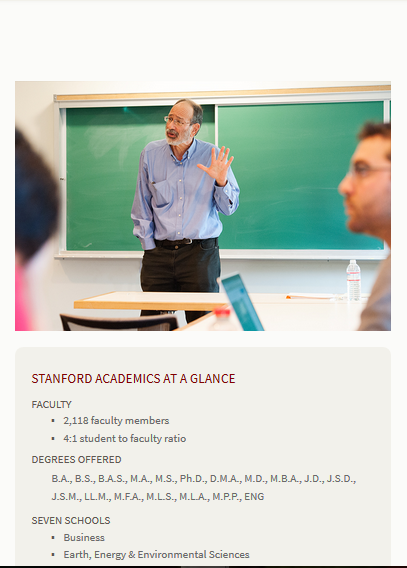 STANFORD ACADEMICS AT A GLANCE
FACULTY
▪ 2,118 faculty members
▪ 4:1 student to faculty ratio
DEGREES OFFERED
B.A., B.S., B.A.S., M.A., M.S., Ph.D., D.M.A., M.D., M.B.A., J.D., J.S.D.,
J.S.M., LL.M., M.F.A., M.L.S., M.L.A., M.P.P., ENG
SEVEN SCHOOLS
▪ Business
▪ Earth, Energy & Environmental Sciences